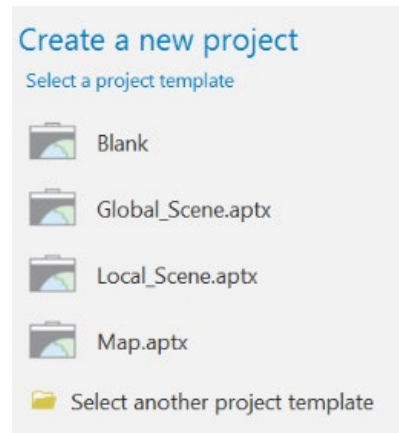 Create a new project
Select a project template
Blank
Global_Scene.aptx
Local_Scene.aptx
Map.aptx
Select another project template